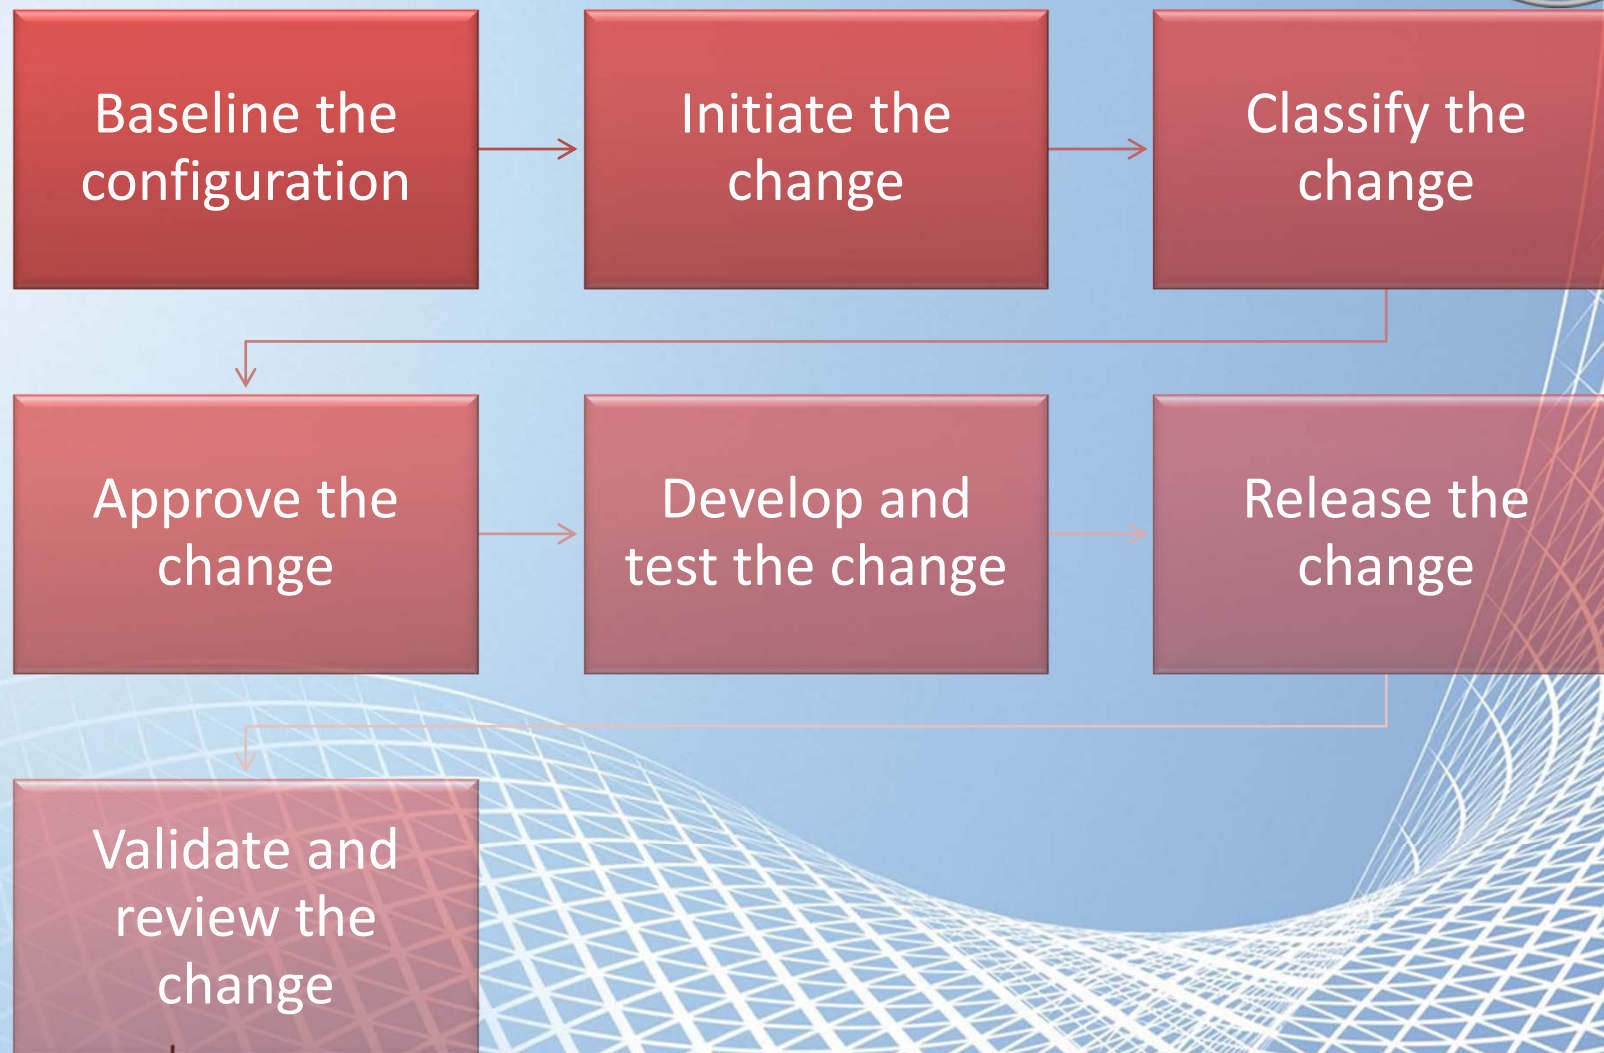 Baseline the
configuration
Initiate the
change
Classify the
change
Approve the
change
Develop and
test the change
Release the
change
Validate and
review the
change